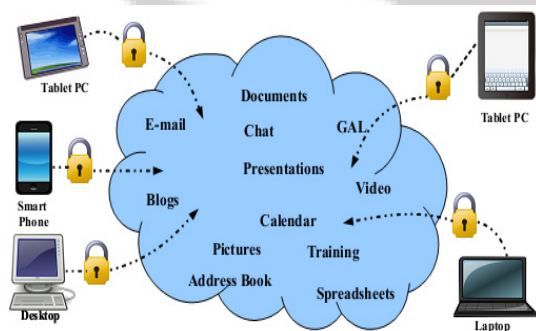 Tablet PC
Documents
E-mail
Chat
GAL
Tablet PC
Presentations
Smart
Phone
Blogs
Video
Calendar
Pictures
Training
Address Book
Spreadsheets
Desktop
Laptop